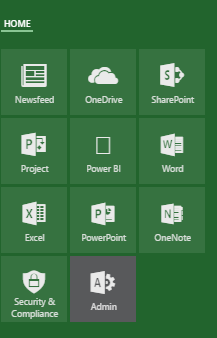 HOME
Newsfeed OneDrive SharePoint
Project Power BI Word
Excel PowerPoint OneNote
Security &
Compliance Admin